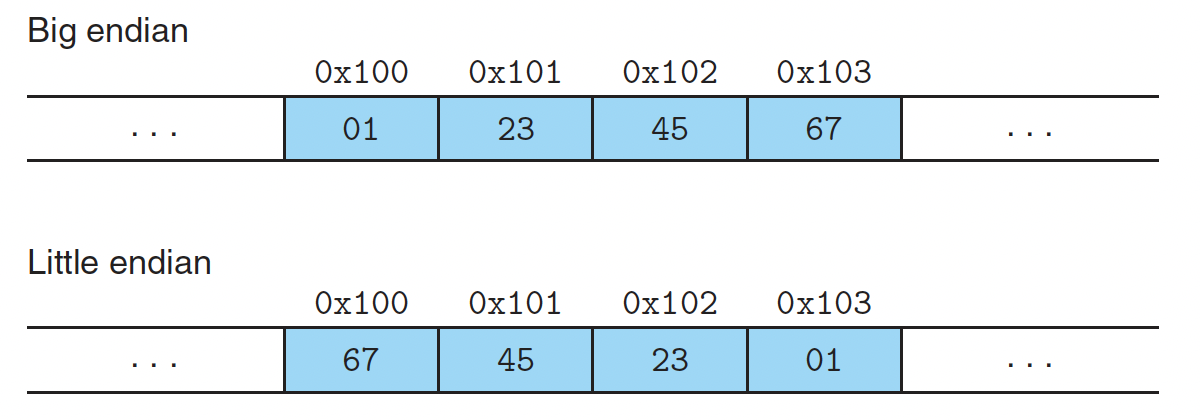 Big endian
0x100 0x101 0x102 0x103
... 01 23 45 67 ...
Little endian
0x100 0x101 0x102 0x103
... 67 45 23 01 ...